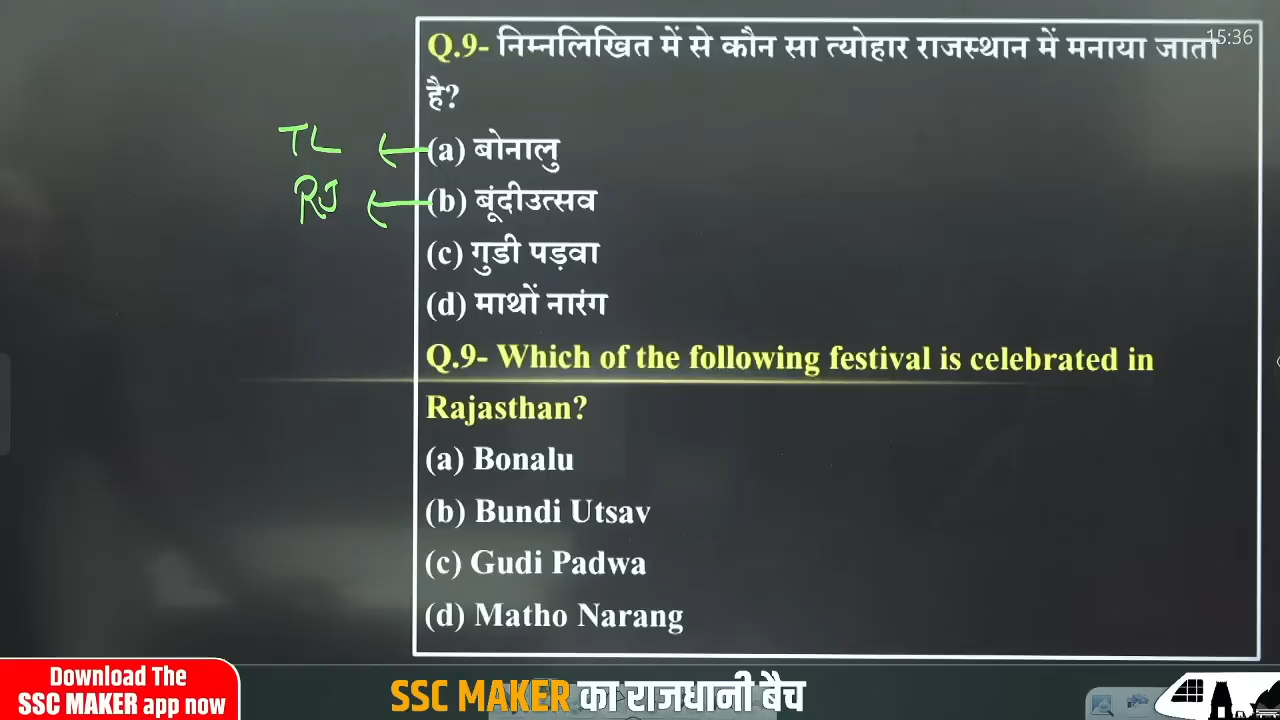 15:36
Q.9- निम्नलिखित में से कौन सा त्योहार राजस्थान में मनाया जाता
है?
TL (a) बोनालु
RJ (b) बूंदीउत्सव
(c) गुडी पड़वा
(d) माथों नारंग
Q.9- Which of the following festival is celebrated in
Rajasthan?
(a) Bonalu
(b) Bundi Utsav
(c) Gudi Padwa
(d) Matho Narang
Download The
SSC MAKER app now
SSC MAKER का राजधानी बैच